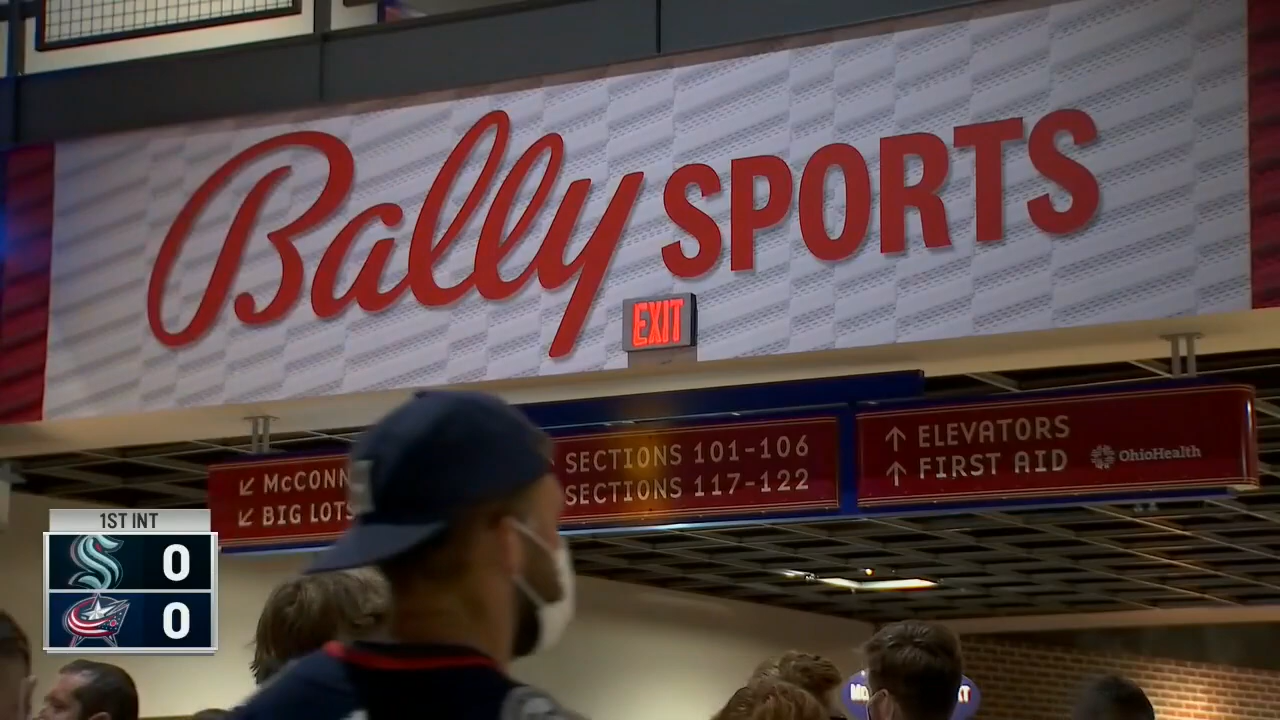 Bally SPORTS
EXIT
↙ McCONN
↙ BIG LOTS
SECTIONS 101-106
SECTIONS 117-122
↑ ELEVATORS
↑ FIRST AID
OhioHealth
1ST INT
0
0